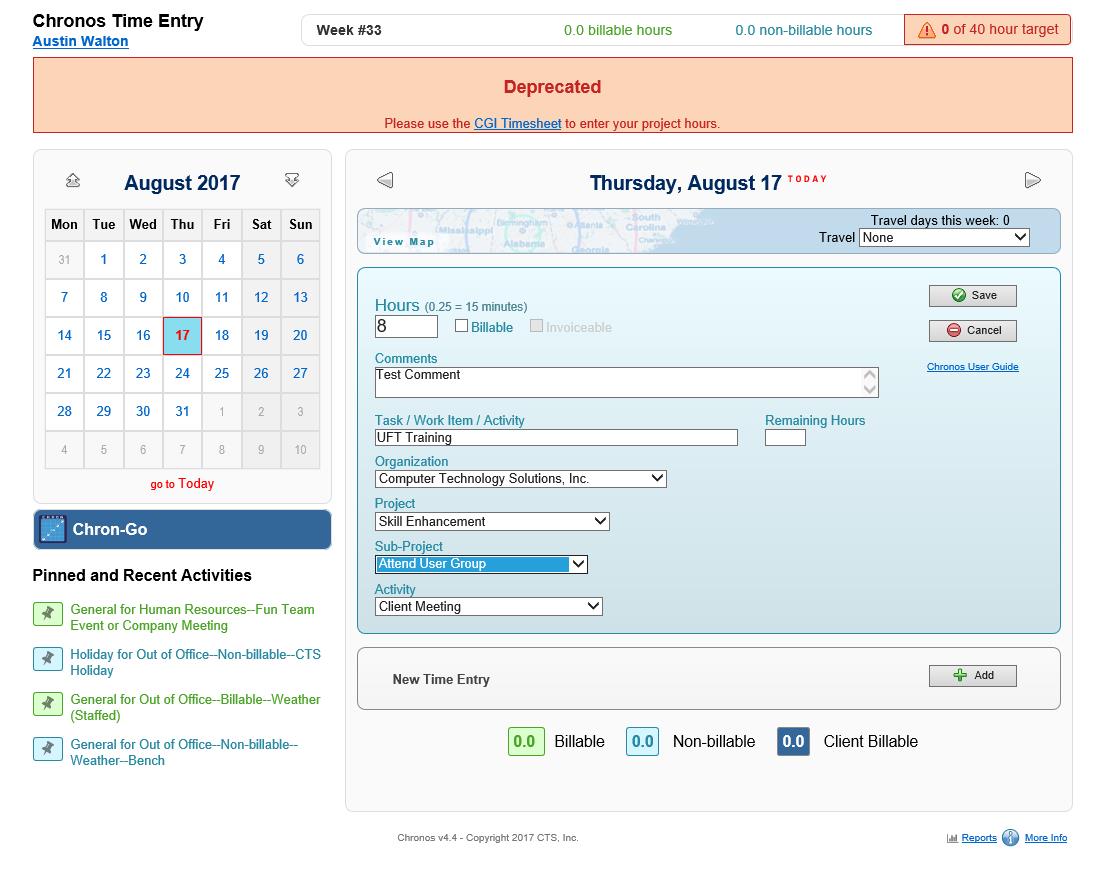 Chronos Time Entry
Austin Walton
Week #33 0.0 billable hours 0.0 non-billable hours 0 of 40 hour target
Deprecated
Please use the CGI Timesheet to enter your project hours.
August 2017
Mon Tue Wed Thu Fri Sat Sun
31 1 2 3 4 5 6
7 8 9 10 11 12 13
14 15 16 17 18 19 20
21 22 23 24 25 26 27
28 29 30 31 1 2 3
4 5 6 7 8 9 10
go to Today
Chron-Go
Pinned and Recent Activities
General for Human Resources--Fun Team
Event or Company Meeting
Holiday for Out of Office--Non-billable--CTS
Holiday
General for Out of Office--Billable--Weather
(Staffed)
General for Out of Office--Non-billable--
Weather--Bench
Thursday, August 17 TODAY
View Map
Mississippi
Birmingham
Alabama
Atlanta
Georgia
South
Carolina
Travel days this week: 0
Travel None
Hours (0.25 = 15 minutes)
8 Billable Invoiceable
Save
Cancel
Chronos User Guide
Comments
Test Comment
Task / Work Item / Activity Remaining Hours
UFT Training
Organization
Computer Technology Solutions, Inc.
Project
Skill Enhancement
Sub-Project
Attend User Group
Activity
Client Meeting
New Time Entry Add
0.0 Billable 0.0 Non-billable 0.0 Client Billable
Chronos v4.4 - Copyright 2017 CTS, Inc.
Reports More Info